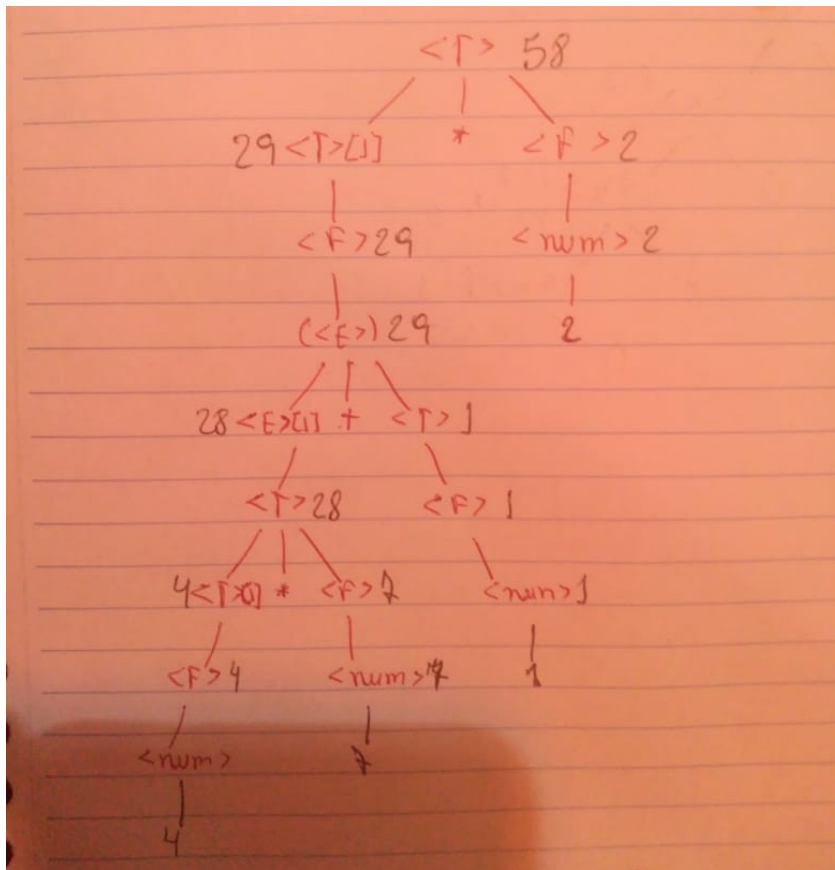 <T> 58
29 <T>[1] * <F> 2
<F> 29 <num> 2
(<E>) 29 2
28 <E>[1] + <T> 1
<T> 28 <F> 1
4 <T>[1] * <F> 7 <num> 1
<F> 4 <num> 7 1
<num> 7
4